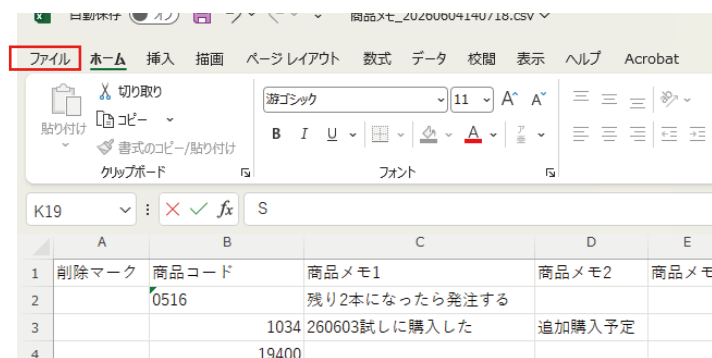 自動保存 オフ 商品メモ_20260604140718.csv
ファイル ホーム 挿入 描画 ページ レイアウト 数式 データ 校閲 表示 ヘルプ Acrobat
切り取り
コピー
書式のコピー/貼り付け
貼り付け
クリップボード
游ゴシック 11 A A
B I U A
フォント
K19 fx S
A B C D E
1 削除マーク 商品コード 商品メモ1 商品メモ2 商品メモ
2 0516 残り2本になったら発注する
3 1034 260603試しに購入した 追加購入予定
4 19400